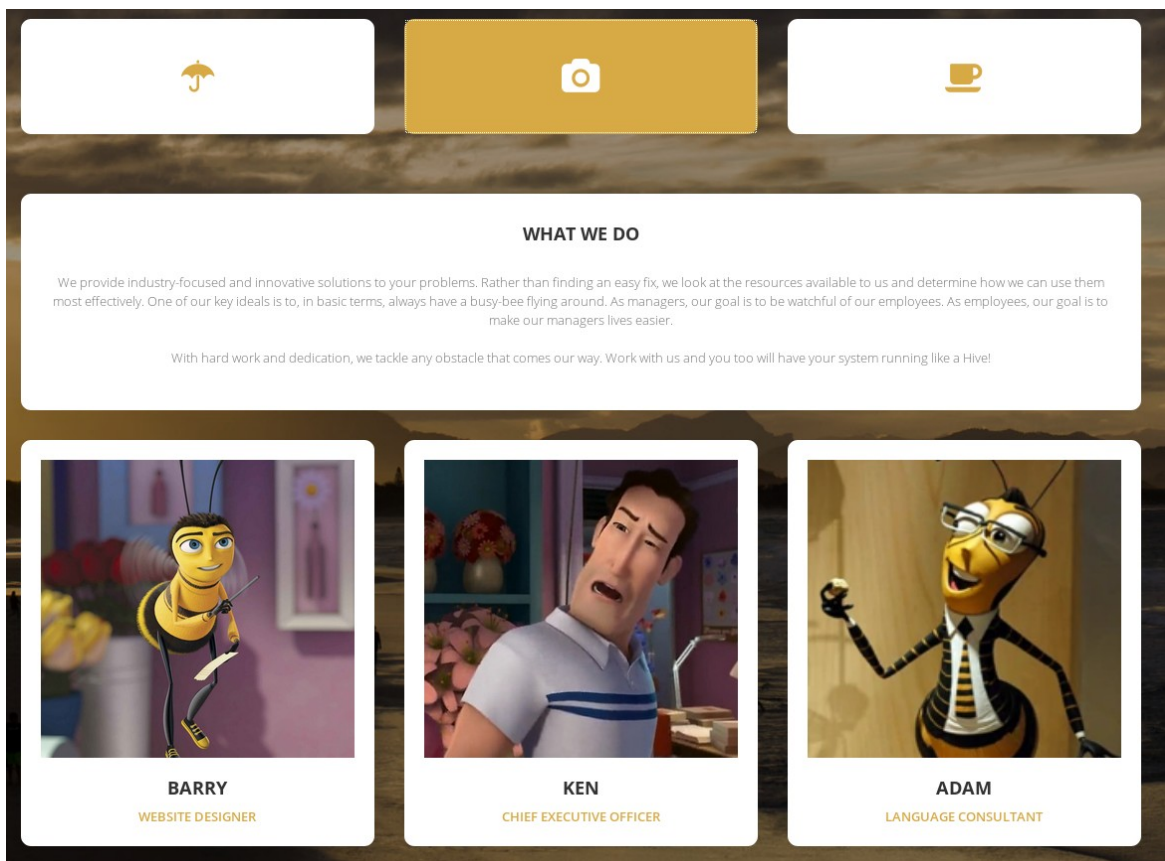 WHAT WE DO
We provide industry-focused and innovative solutions to your problems. Rather than finding an easy fix, we look at the resources available to us and determine how we can use them
most effectively. One of our key ideals is to, in basic terms, always have a busy-bee flying around. As managers, our goal is to be watchful of our employees. As employees, our goal is to
make our managers lives easier.
With hard work and dedication, we tackle any obstacle that comes our way. Work with us and you too will have your system running like a Hive!
BARRY
WEBSITE DESIGNER
KEN
CHIEF EXECUTIVE OFFICER
ADAM
LANGUAGE CONSULTANT